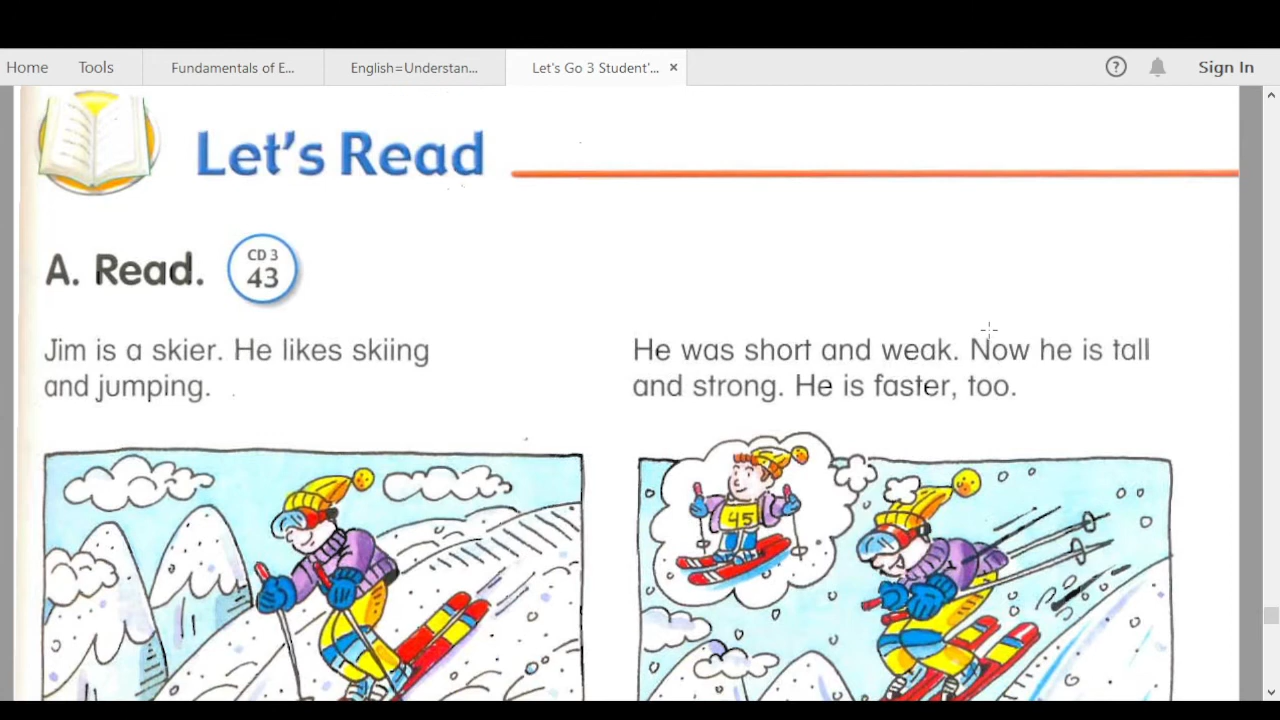 Home Tools Fundamentals of E... English=Understan... Let's Go 3 Student'... × ? Sign In
Let's Read
A. Read. CD 3
43
Jim is a skier. He likes skiing
and jumping.
He was short and weak. Now he is tall
and strong. He is faster, too.
45